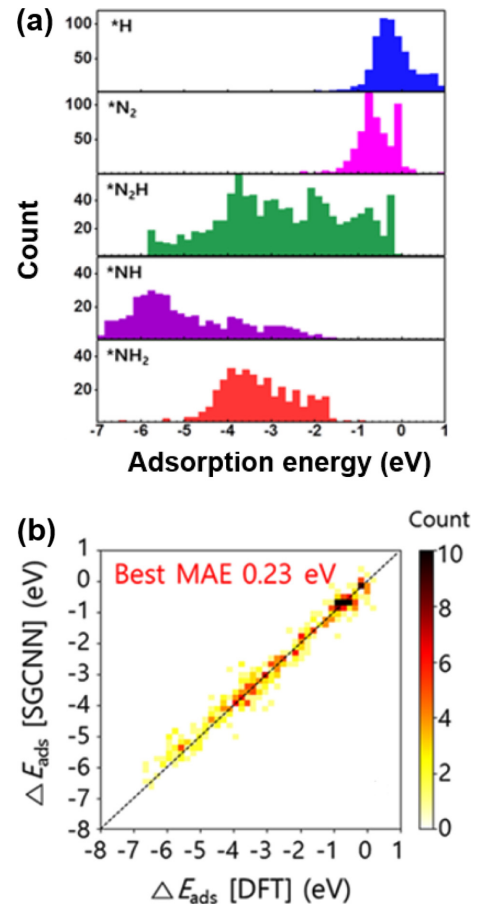 (a)
*H
100
50
*N₂
100
50
*N₂H
40
20
*NH
40
20
*NH₂
40
20
Count
-7 -6 -5 -4 -3 -2 -1 0
Adsorption energy (eV)
(b)
Count
Best MAE 0.23 eV
1
0
-1
-2
-3
-4
-5
-6
-7
-8
△Eads [SGCNN] (eV)
-8 -7 -6 -5 -4 -3 -2 -1 0 1
△Eads [DFT] (eV)
10
8
6
4
2
0